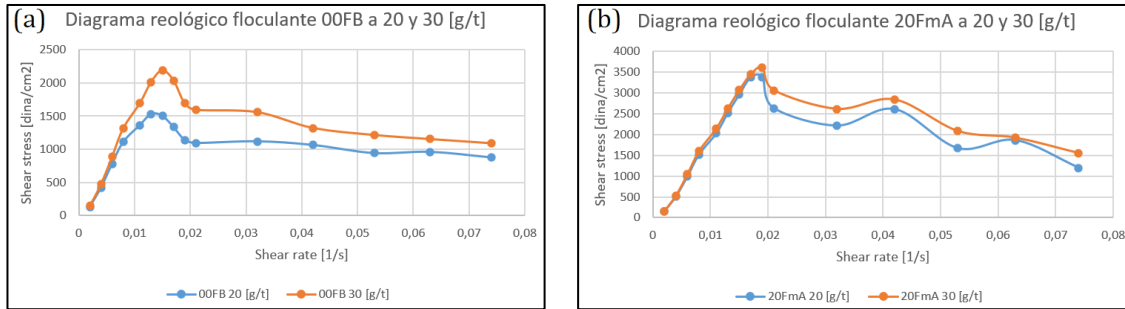 (a) Diagrama reológico floculante 00FB a 20 y 30 [g/t]
Shear stress [dina/cm2]
2500
2000
1500
1000
500
0
0 0,01 0,02 0,03 0,04 0,05 0,06 0,07 0,08
Shear rate [1/s]
00FB 20 [g/t] 00FB 30 [g/t]
(b) Diagrama reológico floculante 20FmA a 20 y 30 [g/t]
Shear stress [dina/cm2]
4000
3500
3000
2500
2000
1500
1000
500
0
0 0,01 0,02 0,03 0,04 0,05 0,06 0,07 0,08
Shear rate [1/s]
20FmA 20 [g/t] 20FmA 30 [g/t]